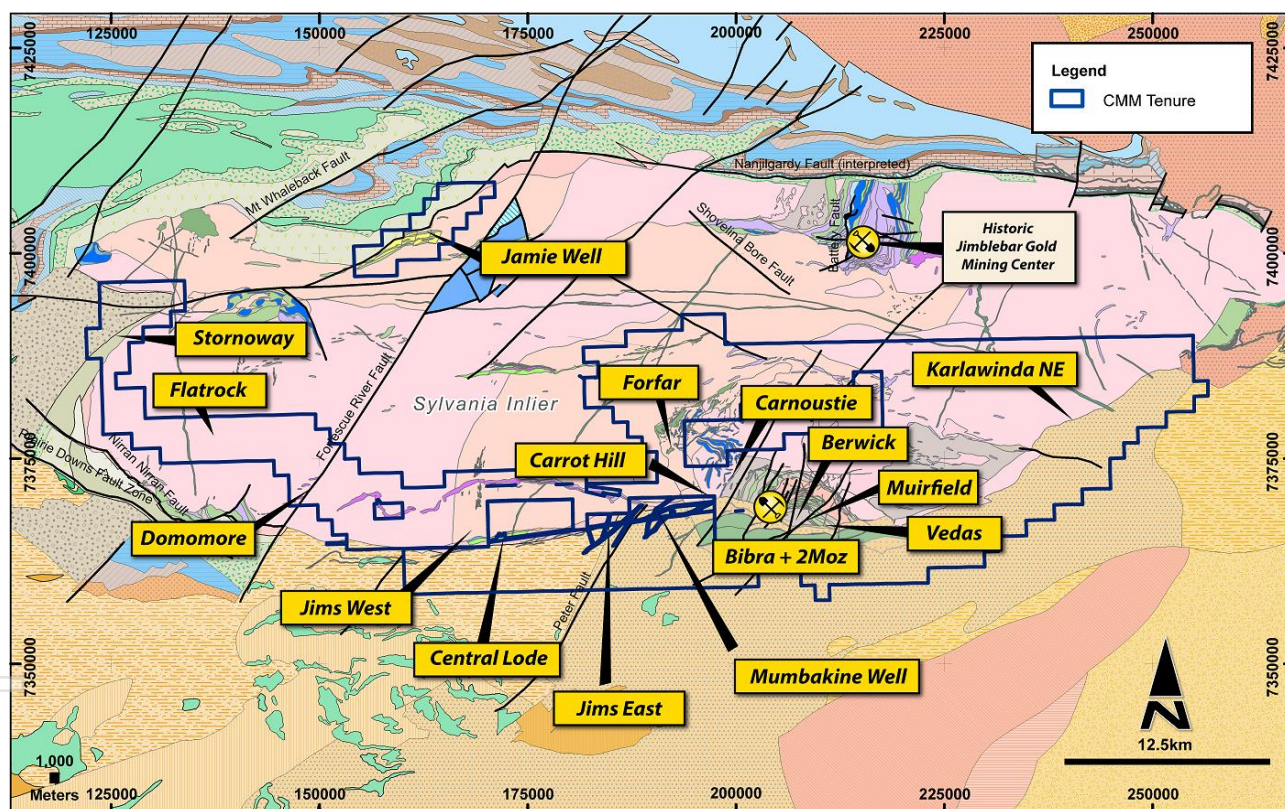 125000 150000 175000 200000 225000 250000
7425000
7425000
Legend
CMM Tenure
Mt Whaleback Fault
Nanjilgardy Fault (interpreted)
Shovelina Bore Fault
Battery Fault
Historic
Jimblebar Gold
Mining Center
7400000
7400000
Jamie Well
Stornoway
Flatrock
Forfar
Karlawinda NE
Carnoustie
Sylvania Inlier
Fortescue River Fault
Berwick
Carrot Hill
7375000
7375000
Prairie Downs Fault Zone
Nirran Nirran Fault
Muirfield
Domomore
Vedas
Bibra + 2Moz
Jims West
Peter Fault
Central Lode
Mumbakine Well
7350000
7350000
Jims East
N
12.5km
1,000
Meters
125000 150000 175000 200000 225000 250000